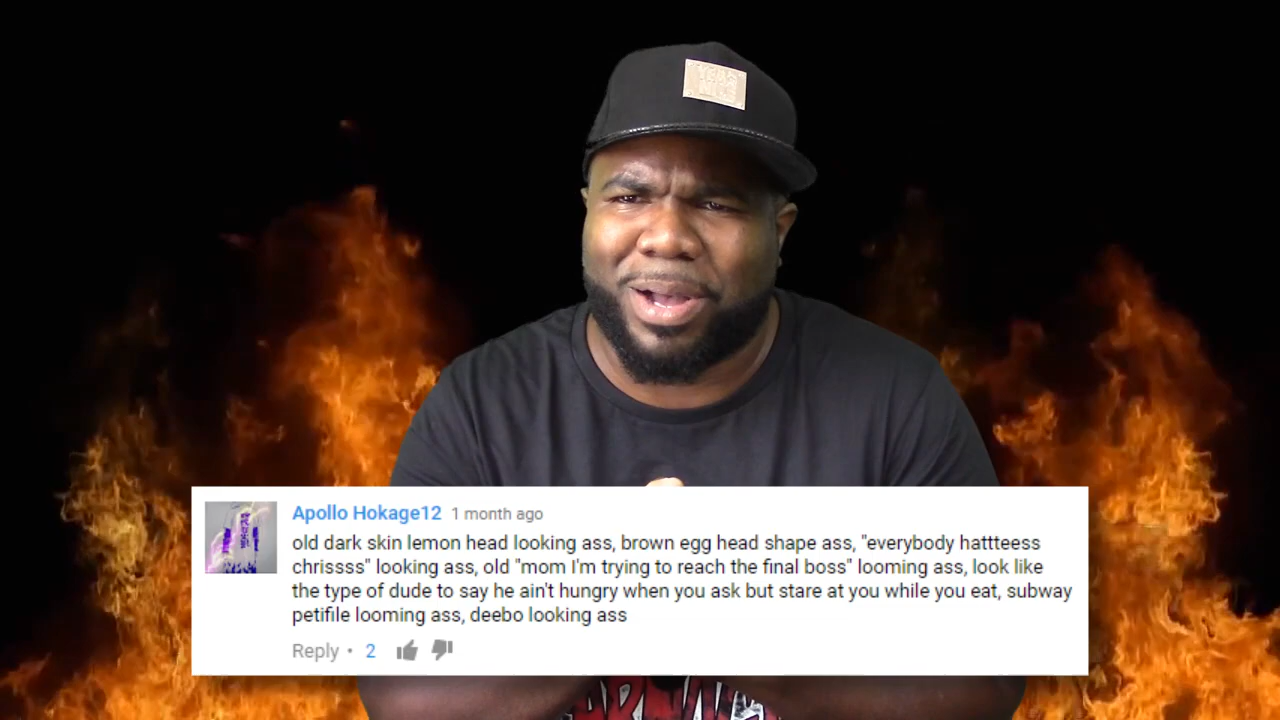 Apollo Hokage12 1 month ago
old dark skin lemon head looking ass, brown egg head shape ass, "everybody hattteess
chrissss" looking ass, old "mom I'm trying to reach the final boss" looming ass, look like
the type of dude to say he ain't hungry when you ask but stare at you while you eat, subway
petifile looming ass, deebo looking ass
Reply • 2